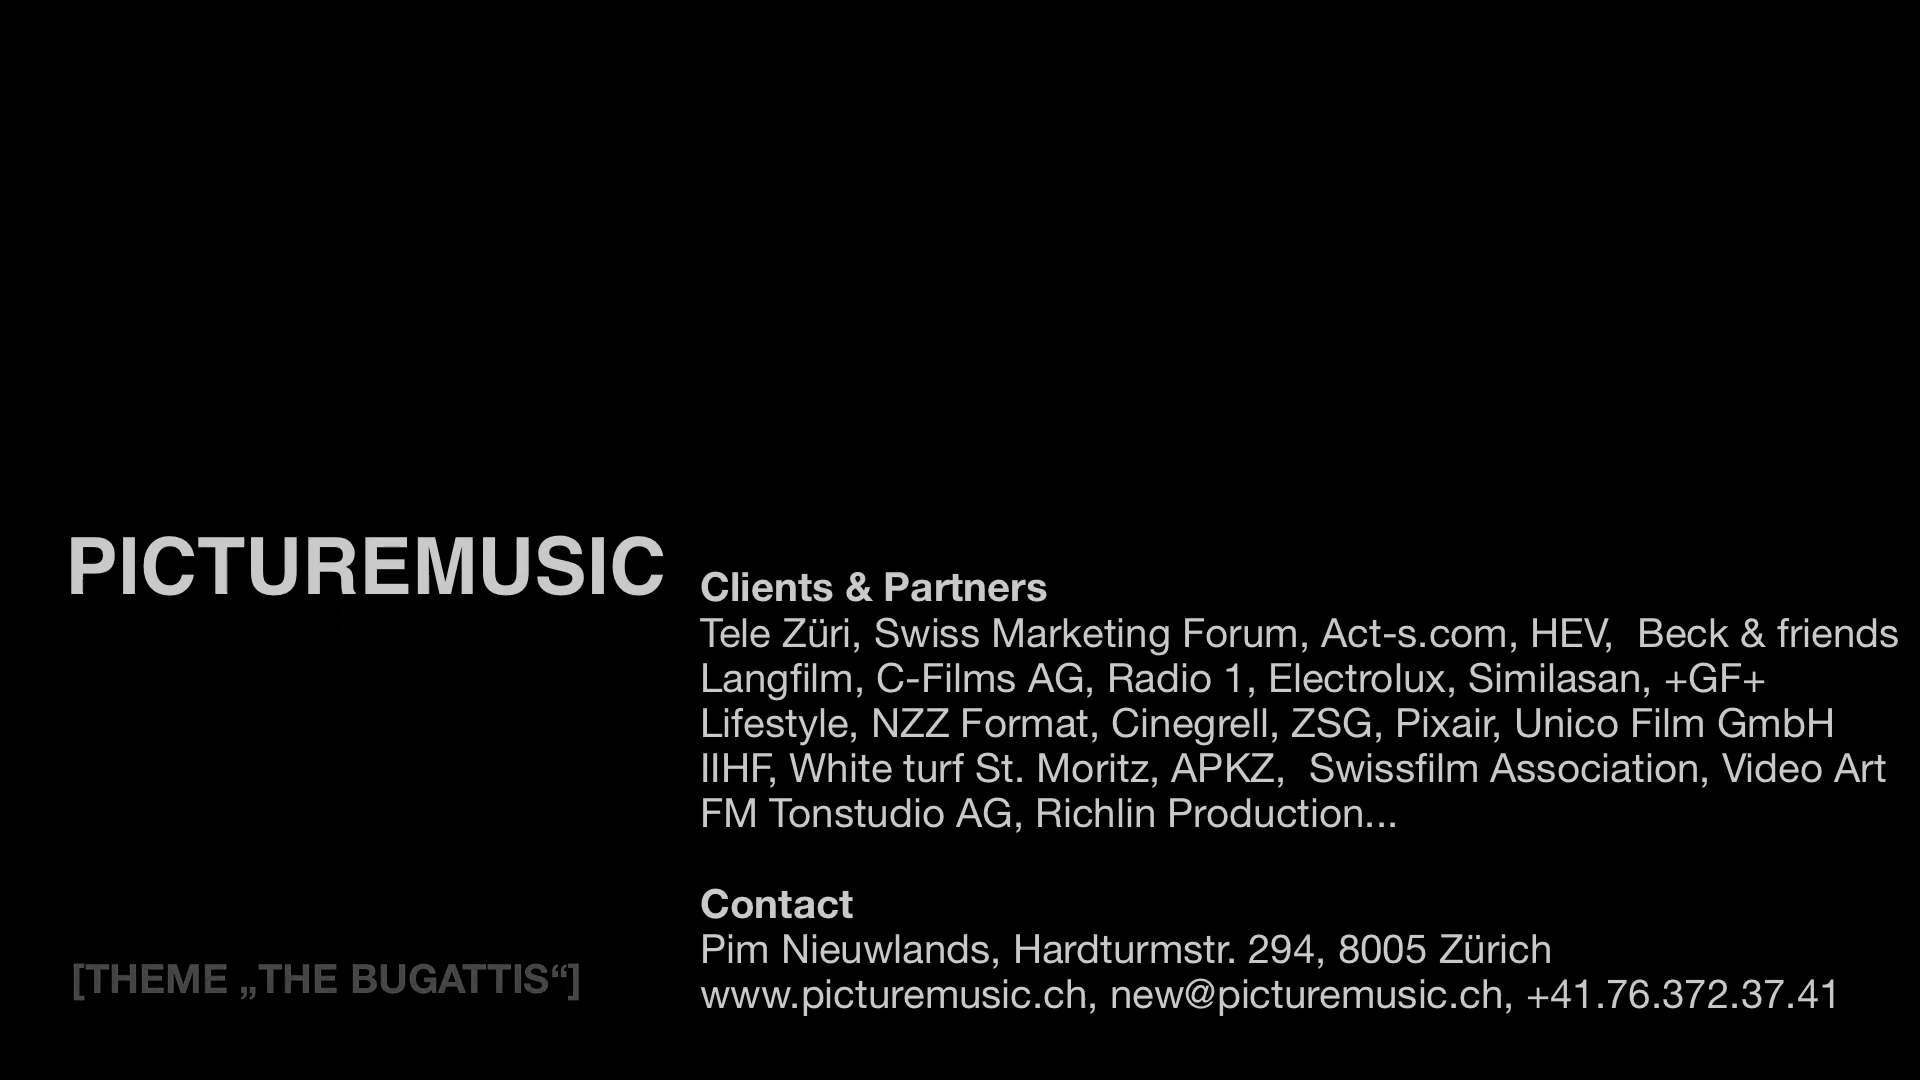 PICTUREMUSIC
Clients & Partners
Tele Züri, Swiss Marketing Forum, Act-s.com, HEV,  Beck & friends
Langfilm, C-Films AG, Radio 1, Electrolux, Similasan, +GF+
Lifestyle, NZZ Format, Cinegrell, ZSG, Pixair, Unico Film GmbH
IIHF, White turf St. Moritz, APKZ,  Swissfilm Association, Video Art
FM Tonstudio AG, Richlin Production...
Contact
Pim Nieuwlands, Hardturmstr. 294, 8005 Zürich
www.picturemusic.ch, new@picturemusic.ch, +41.76.372.37.41
[THEME „THE BUGATTIS“]